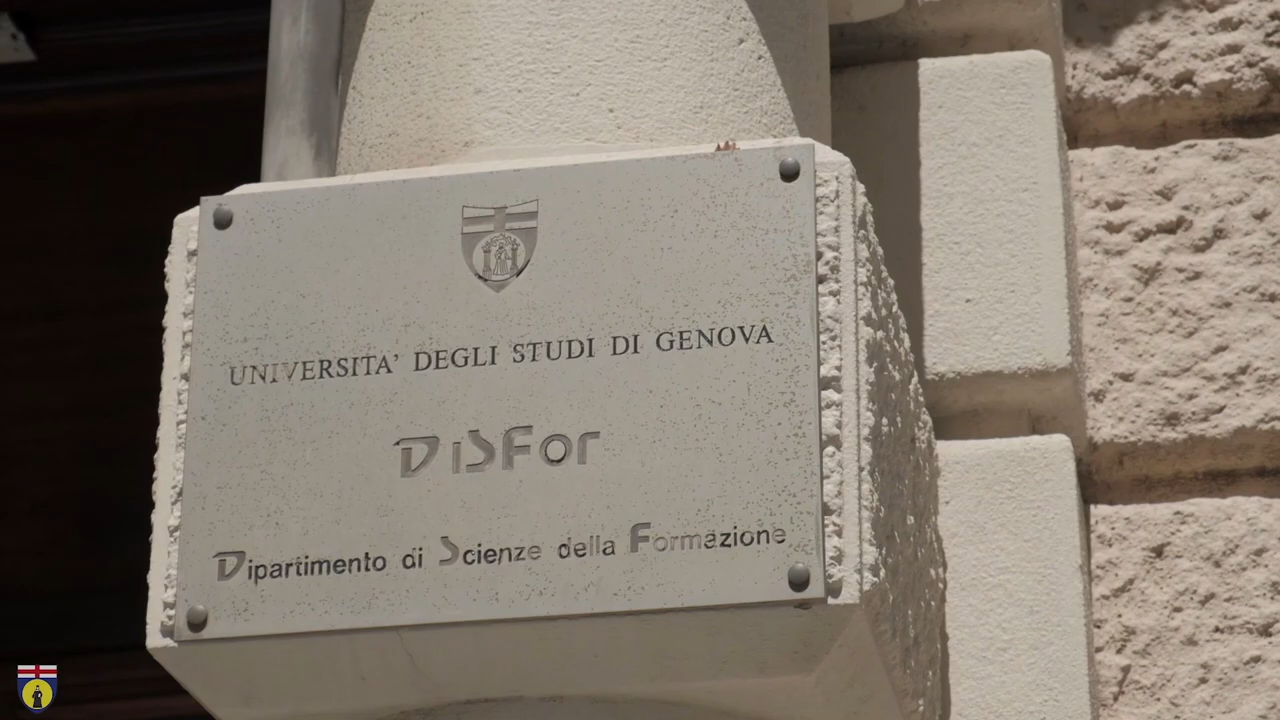 UNIVERSITA' DEGLI STUDI DI GENOVA
DiSFor
Dipartimento di Scienze della Formazione